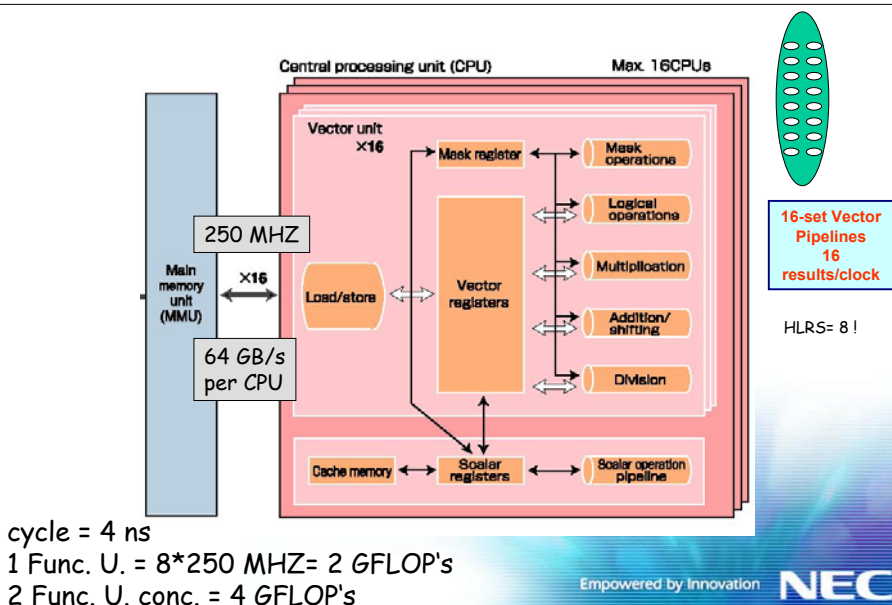 Central processing unit (CPU) Max. 16CPUs
Vector unit
×16
Mask register
Mask
operations
Logical
operations
16-set Vector
Pipelines
16
results/clock
250 MHZ
Main
memory
unit
(MMU)
×16
Load/store
Vector
registers
Multiplication
Addition/
shifting
HLRS= 8 !
64 GB/s
per CPU
Division
Cache memory
Scalar
registers
Scalar operation
pipeline
cycle = 4 ns
1 Func. U. = 8*250 MHZ= 2 GFLOP's
2 Func. U. conc. = 4 GFLOP's
Empowered by Innovation NEC